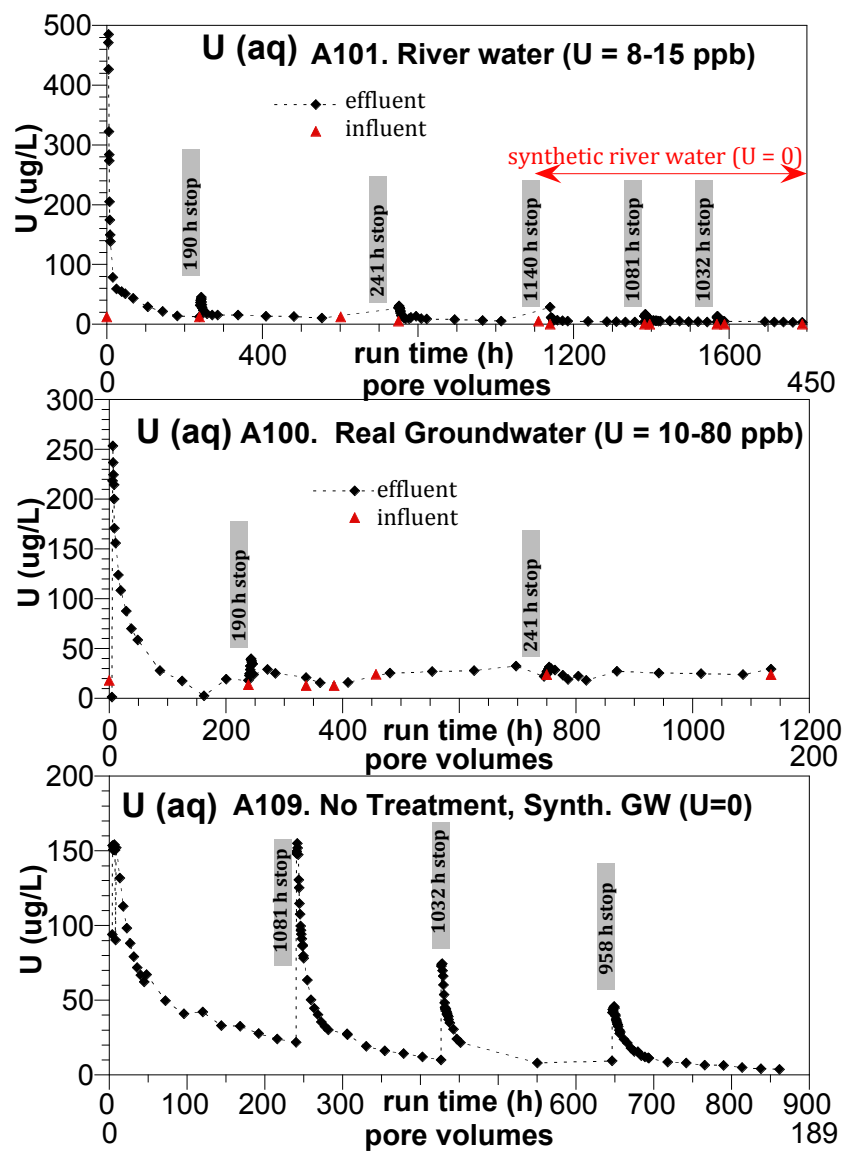 U (aq) A101. River water (U = 8-15 ppb)
500
400
300
200
100
0
U (ug/L)
effluent
influent
synthetic river water (U = 0)
190 h stop
241 h stop
1140 h stop
1081 h stop
1032 h stop
0 400 run time (h) 1200 1600
0 pore volumes 450
U (aq) A100. Real Groundwater (U = 10-80 ppb)
300
250
200
150
100
50
0
U (ug/L)
effluent
influent
190 h stop
241 h stop
0 200 400 run time (h) 800 1000 1200
0 pore volumes 200
U (aq) A109. No Treatment, Synth. GW (U=0)
200
150
100
50
0
U (ug/L)
1081 h stop
1032 h stop
958 h stop
0 100 200 300 run time (h) 600 700 800 900
0 pore volumes 189